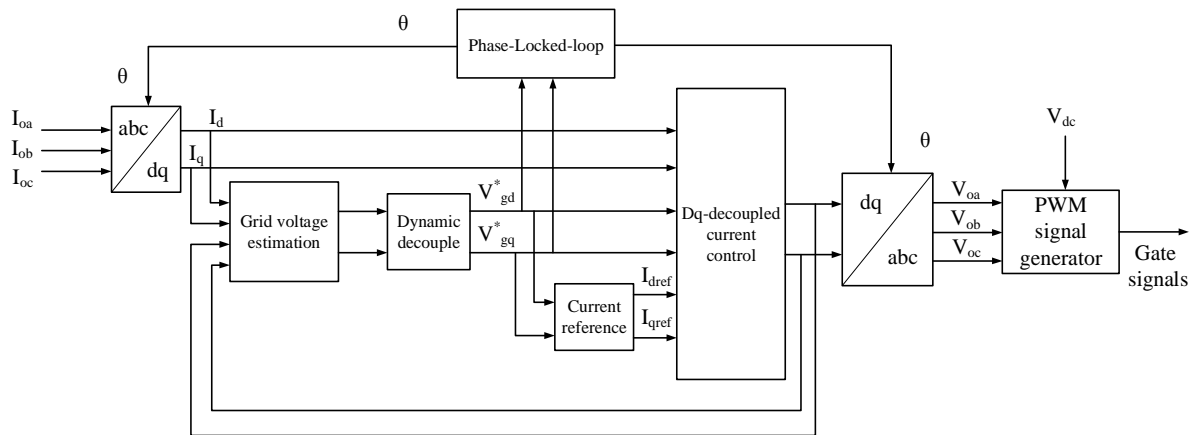 θ
Phase-Locked-loop
θ
I_oa
I_ob
I_oc
abc
dq
I_d
I_q
Grid voltage
estimation
Dynamic
decouple
V*_gd
V*_gq
Current
reference
I_dref
I_qref
Dq-decoupled
current
control
θ
dq
abc
V_oa
V_ob
V_oc
V_dc
PWM
signal
generator
Gate
signals